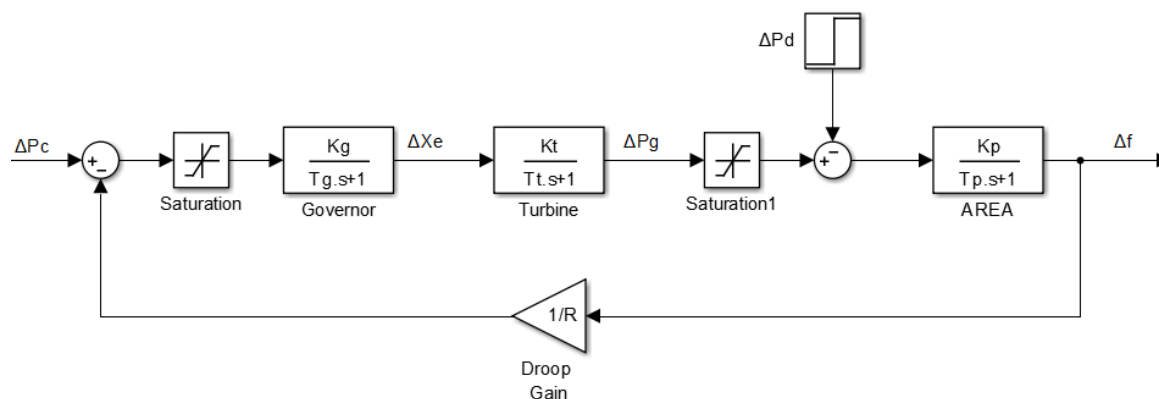 ΔPd
ΔPc
+
−
Saturation
Kg
Tg.s+1
Governor
ΔXe
Kt
Tt.s+1
Turbine
ΔPg
Saturation1
+
−
Kp
Tp.s+1
AREA
Δf
1/R
Droop
Gain